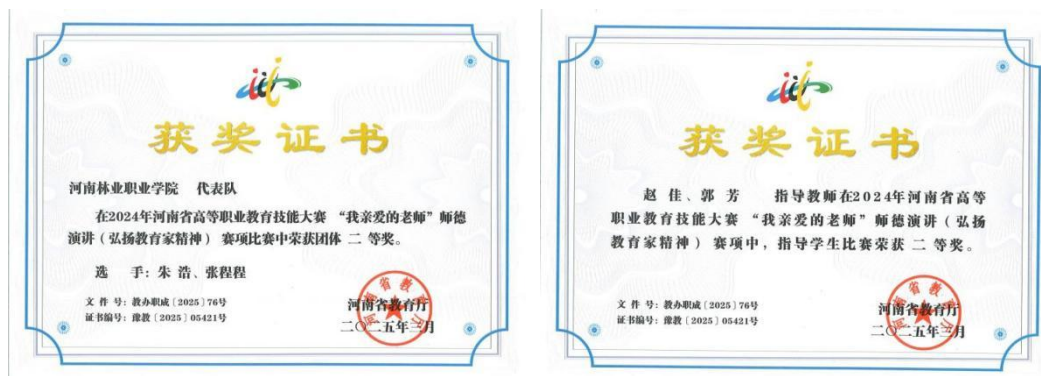 获奖证书
河南林业职业学院 代表队
在2024年河南省高等职业教育技能大赛 “我亲爱的老师”师德
演讲（弘扬教育家精神） 赛项比赛中荣获团体 二 等奖。
选 手：朱 浩、张程程
文 件 号：教办职成〔2025〕76号
证书编号：豫教〔2025〕05421号
河南省教育厅
二〇二五年三月
获奖证书
赵 佳、郭 芳 指导教师在2024年河南省高等
职业教育技能大赛 “我亲爱的老师”师德演讲（弘扬
教育家精神） 赛项中，指导学生比赛荣获 二 等奖。
文 件 号：教办职成〔2025〕76号
证书编号：豫教〔2025〕05421号
河南省教育厅
二〇二五年三月